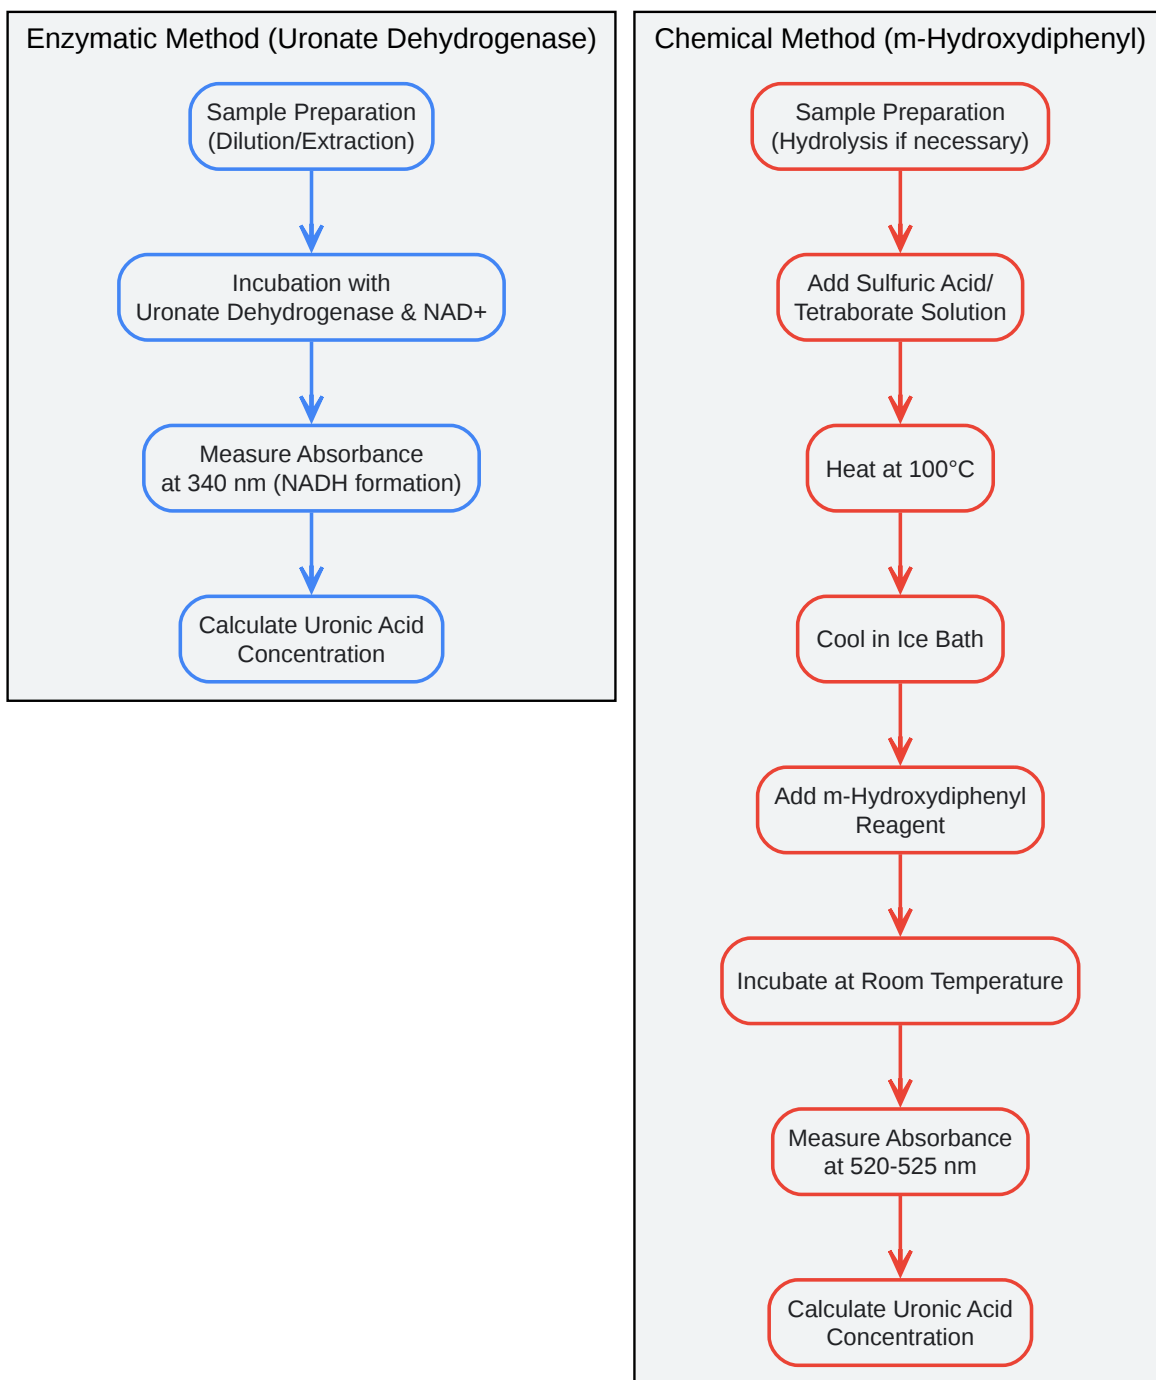 Enzymatic Method (Uronate Dehydrogenase)
Sample Preparation
(Dilution/Extraction)
Incubation with
Uronate Dehydrogenase & NAD+
Measure Absorbance
at 340 nm (NADH formation)
Calculate Uronic Acid
Concentration
Chemical Method (m-Hydroxydiphenyl)
Sample Preparation
(Hydrolysis if necessary)
Add Sulfuric Acid/
Tetraborate Solution
Heat at 100°C
Cool in Ice Bath
Add m-Hydroxydiphenyl
Reagent
Incubate at Room Temperature
Measure Absorbance
at 520-525 nm
Calculate Uronic Acid
Concentration